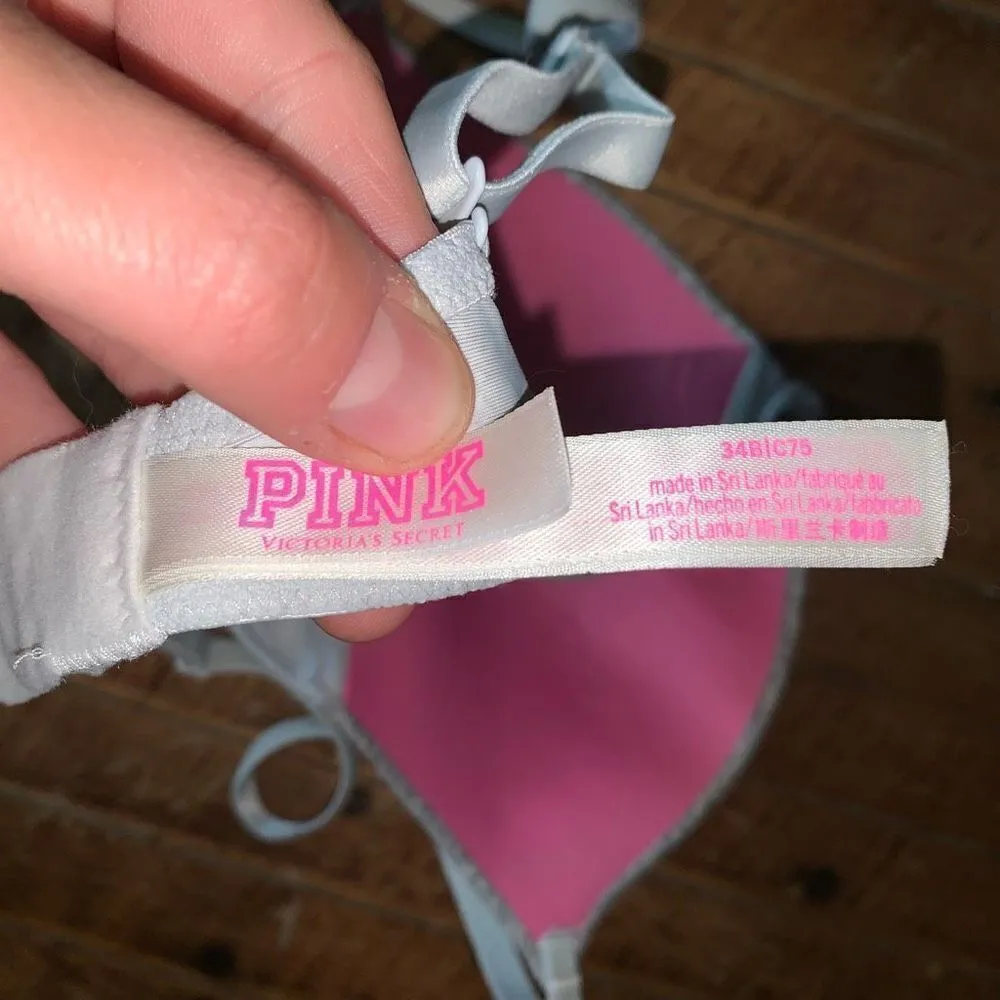 PINK
VICTORIA'S SECRET
34B|C75
made in Sri Lanka/fabriqué au
Sri Lanka/hecho en Sri Lanka/fabbricato
in Sri Lanka/斯里兰卡制造